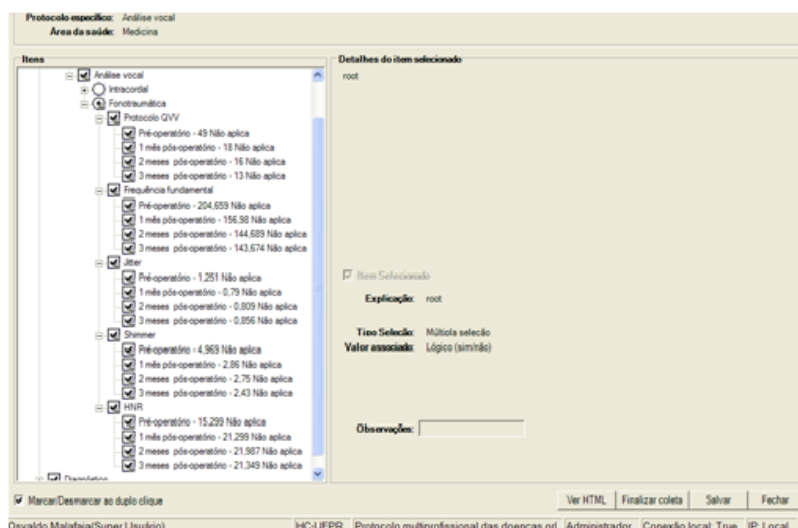 Protocolo específico: Análise vocal
Área da saúde: Medicina
Itens
Análise vocal
Intracordal
Fonotraumática
Protocolo QVV
Pré-operatório - 49 Não aplica
1 mês pós-operatório - 18 Não aplica
2 meses pós-operatório - 16 Não aplica
3 meses pós-operatório - 13 Não aplica
Frequência fundamental
Pré-operatório - 204,659 Não aplica
1 mês pós-operatório - 156,98 Não aplica
2 meses pós-operatório - 144,689 Não aplica
3 meses pós-operatório - 143,674 Não aplica
Jitter
Pré-operatório - 1,251 Não aplica
1 mês pós-operatório - 0,79 Não aplica
2 meses pós-operatório - 0,809 Não aplica
3 meses pós-operatório - 0,856 Não aplica
Shimmer
Pré-operatório - 4,969 Não aplica
1 mês pós-operatório - 2,86 Não aplica
2 meses pós-operatório - 2,75 Não aplica
3 meses pós-operatório - 2,43 Não aplica
HNR
Pré-operatório - 15,299 Não aplica
1 mês pós-operatório - 21,299 Não aplica
2 meses pós-operatório - 21,987 Não aplica
3 meses pós-operatório - 21,349 Não aplica
Diagnóstico
Detalhes do item selecionado
root
Item Selecionado
Explicação: root
Tipo Selecão: Múltiola selecão
Valor associado: Lógico (sim/não)
Observações:
Marcar/Desmarcar ao duplo clique
Ver HTML Finalizar coleta Salvar Fechar
Osvaldo Malafaia(Super Usuário) HC-UFPR Protocolo multiprofissional das doenças orl Administrador Conexão local: True IP: Local